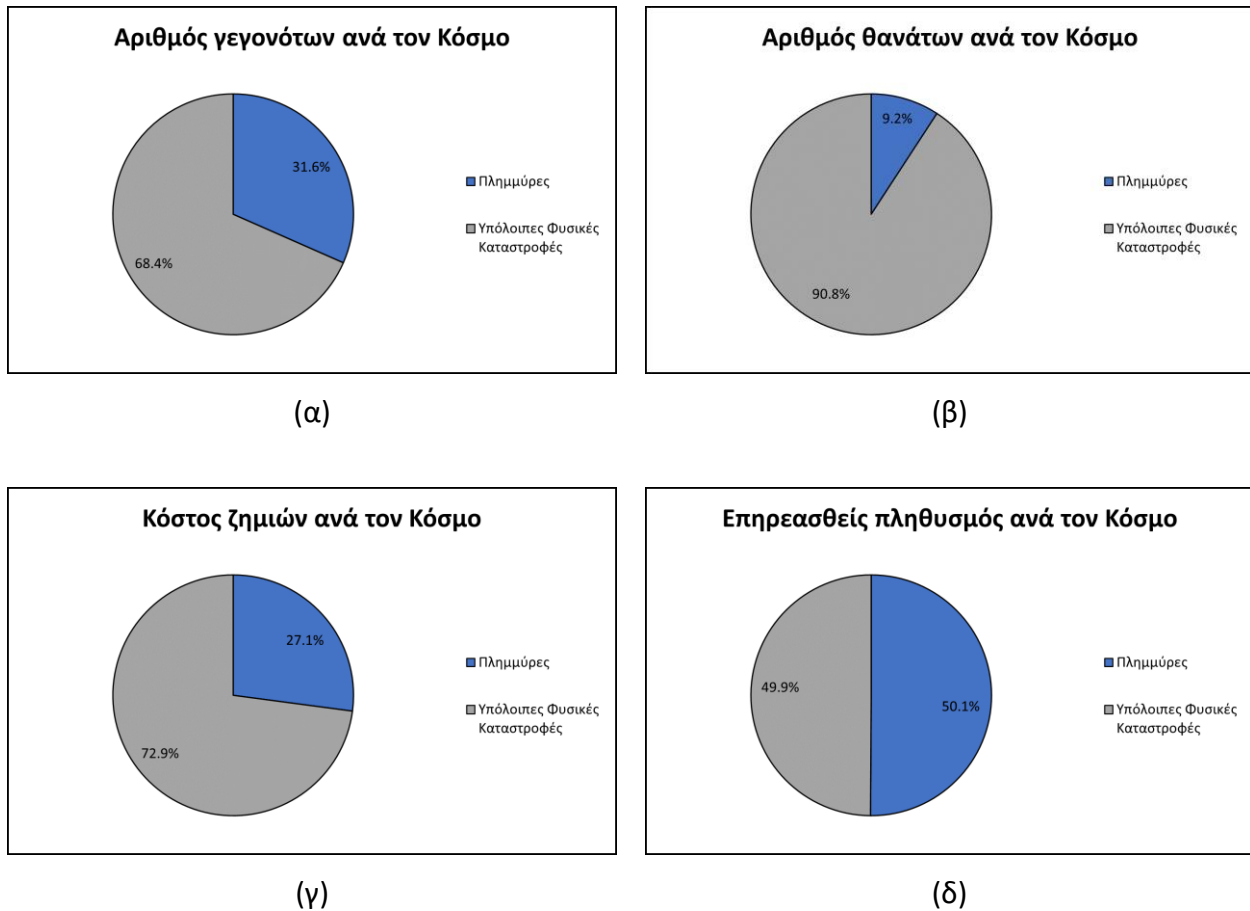 Αριθμός γεγονότων ανά τον Κόσμο
31.6%
68.4%
Πλημμύρες
Υπόλοιπες Φυσικές
Καταστροφές
(α)
Αριθμός θανάτων ανά τον Κόσμο
9.2%
90.8%
Πλημμύρες
Υπόλοιπες Φυσικές
Καταστροφές
(β)
Κόστος ζημιών ανά τον Κόσμο
27.1%
72.9%
Πλημμύρες
Υπόλοιπες Φυσικές
Καταστροφές
(γ)
Επηρεασθείς πληθυσμός ανά τον Κόσμο
49.9%
50.1%
Πλημμύρες
Υπόλοιπες Φυσικές
Καταστροφές
(δ)